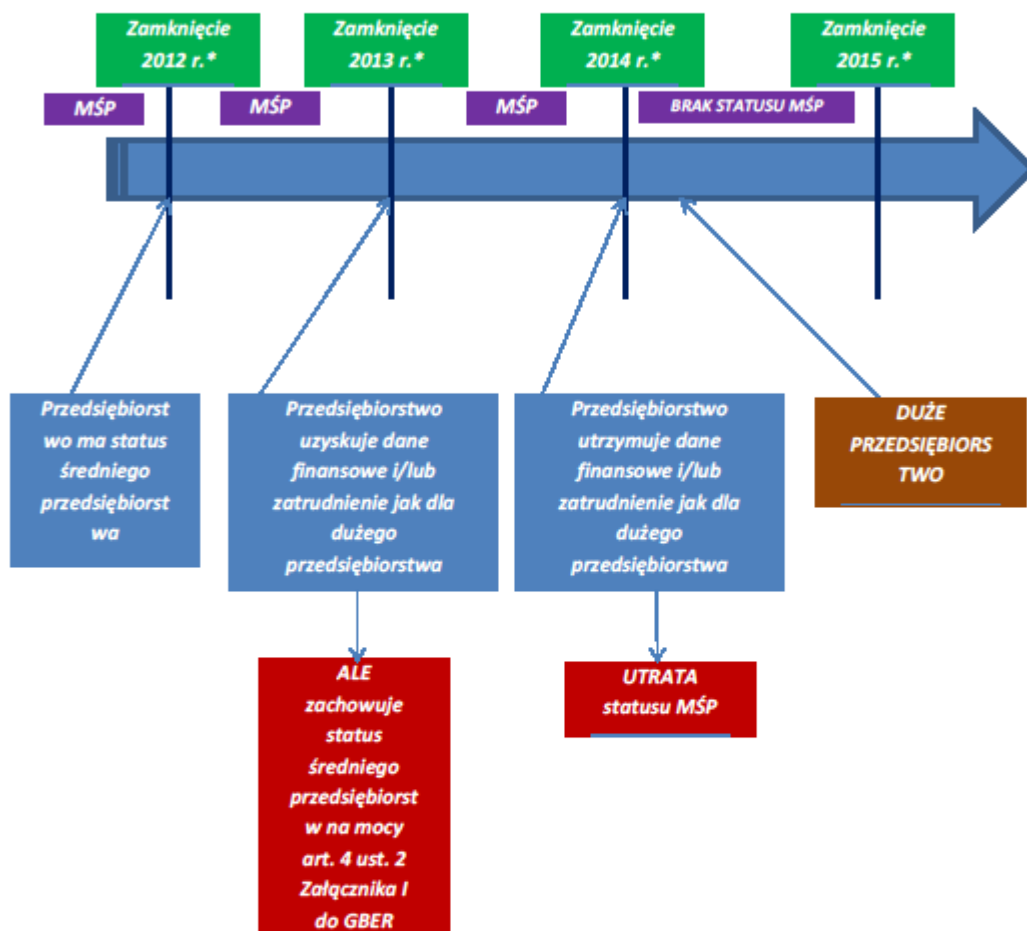 Zamknięcie
2012 r.*
Zamknięcie
2013 r.*
Zamknięcie
2014 r.*
Zamknięcie
2015 r.*
MŚP
MŚP
MŚP
BRAK STATUSU MŚP
Przedsiębiorst
wo ma status
średniego
przedsiębiorst
wa
Przedsiębiorstwo
uzyskuje dane
finansowe i/lub
zatrudnienie jak dla
dużego
przedsiębiorstwa
Przedsiębiorstwo
utrzymuje dane
finansowe i/lub
zatrudnienie jak dla
dużego
przedsiębiorstwa
DUŻE
PRZEDSIĘBIORS
TWO
ALE
zachowuje
status
średniego
przedsiębiorst
w na mocy
art. 4 ust. 2
Załącznika I
do GBER
UTRATA
statusu MŚP